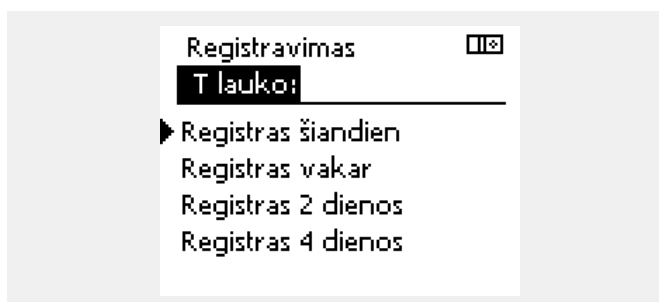 Registravimas
T lauko:
Registras šiandien
Registras vakar
Registras 2 dienos
Registras 4 dienos